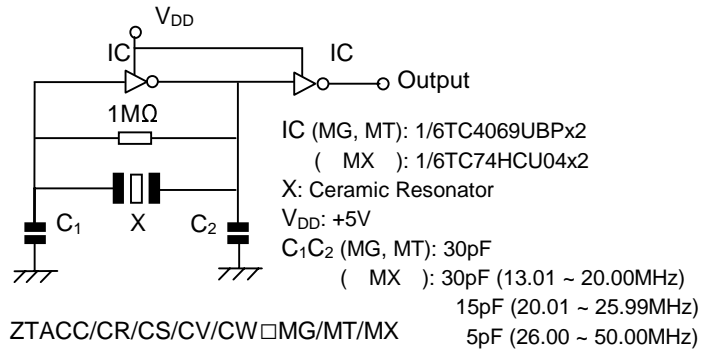 V_DD
IC IC
Output
1MΩ
IC (MG, MT): 1/6TC4069UBPx2
( MX ): 1/6TC74HCU04x2
X: Ceramic Resonator
V_DD: +5V
C₁ X C₂
C₁C₂ (MG, MT): 30pF
( MX ): 30pF (13.01 ~ 20.00MHz)
15pF (20.01 ~ 25.99MHz)
5pF (26.00 ~ 50.00MHz)
ZTACC/CR/CS/CV/CW□MG/MT/MX